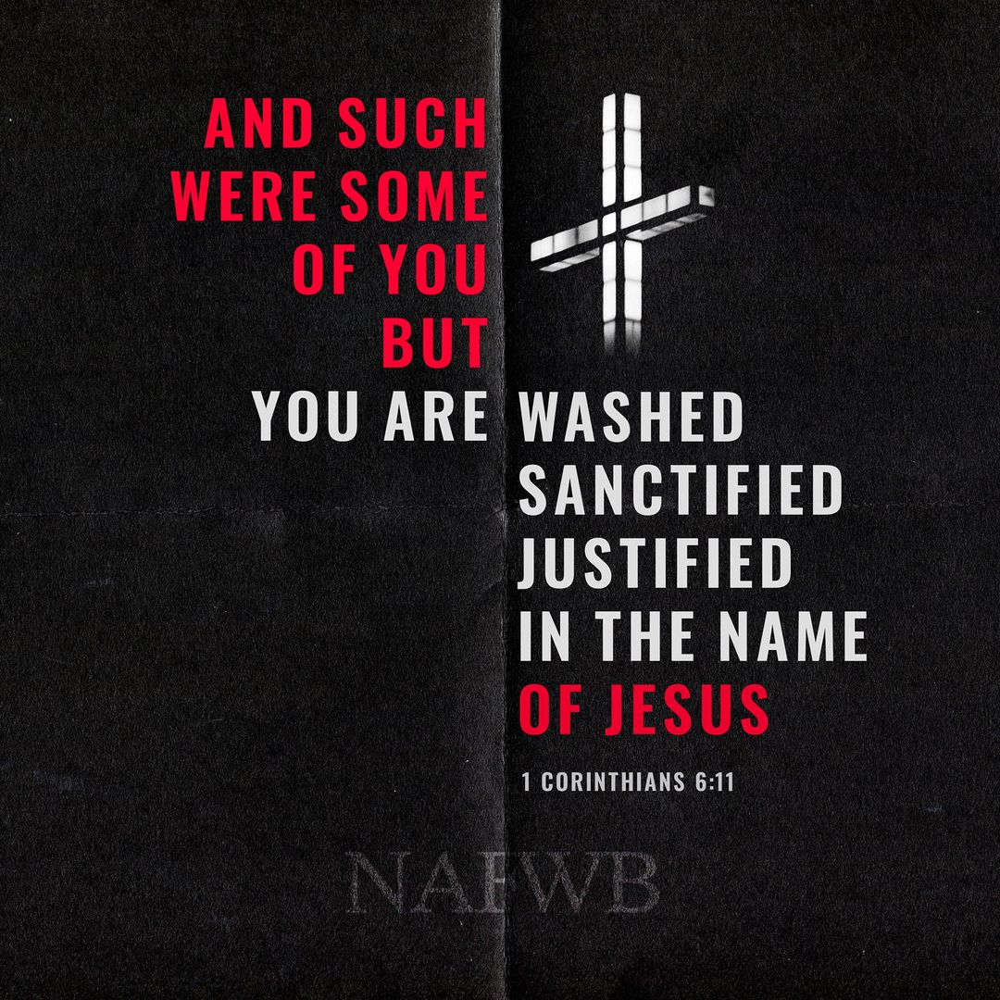 AND SUCH
WERE SOME
OF YOU
BUT
YOU ARE WASHED
SANCTIFIED
JUSTIFIED
IN THE NAME
OF JESUS
1 CORINTHIANS 6:11
NAFWB